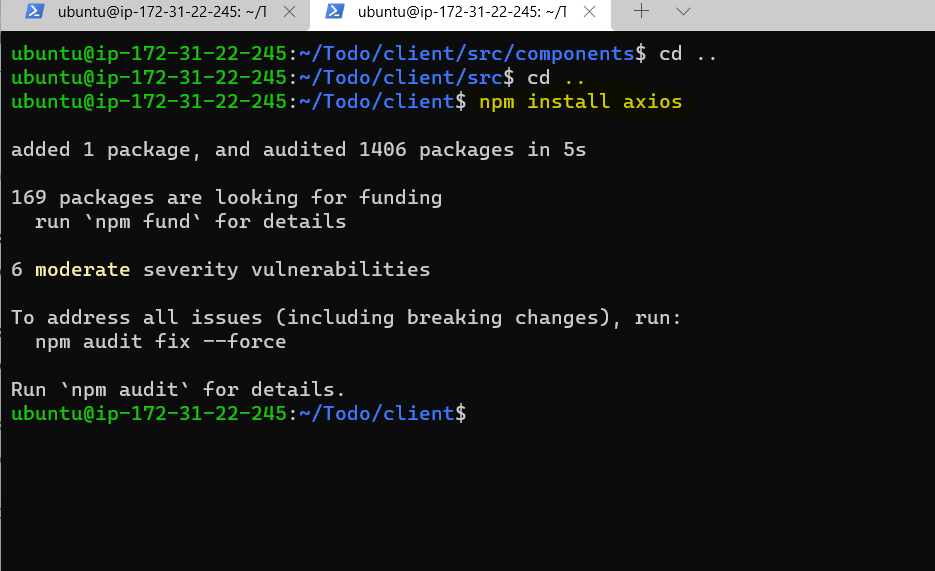 ubuntu@ip-172-31-22-245: ~/T
ubuntu@ip-172-31-22-245: ~/T
ubuntu@ip-172-31-22-245:~/Todo/client/src/components$ cd ..
ubuntu@ip-172-31-22-245:~/Todo/client/src$ cd ..
ubuntu@ip-172-31-22-245:~/Todo/client$ npm install axios
added 1 package, and audited 1406 packages in 5s
169 packages are looking for funding
  run `npm fund` for details
6 moderate severity vulnerabilities
To address all issues (including breaking changes), run:
  npm audit fix --force
Run `npm audit` for details.
ubuntu@ip-172-31-22-245:~/Todo/client$